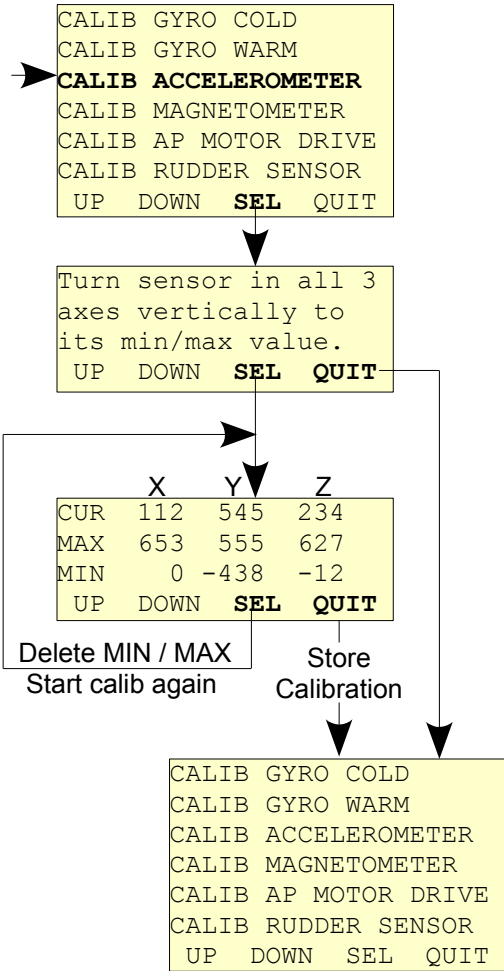 CALIB GYRO COLD
CALIB GYRO WARM
CALIB ACCELEROMETER
CALIB MAGNETOMETER
CALIB AP MOTOR DRIVE
CALIB RUDDER SENSOR
UP DOWN SEL QUIT
Turn sensor in all 3
axes vertically to
its min/max value.
UP DOWN SEL QUIT
X Y Z
CUR 112 545 234
MAX 653 555 627
MIN 0 -438 -12
UP DOWN SEL QUIT
Delete MIN / MAX
Start calib again
Store
Calibration
CALIB GYRO COLD
CALIB GYRO WARM
CALIB ACCELEROMETER
CALIB MAGNETOMETER
CALIB AP MOTOR DRIVE
CALIB RUDDER SENSOR
UP DOWN SEL QUIT